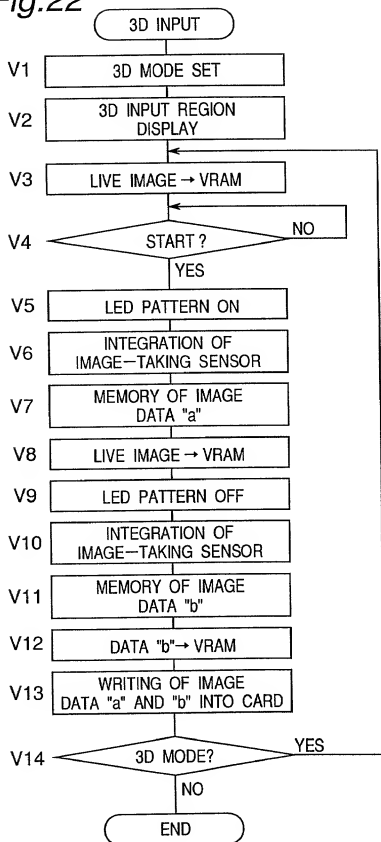 Fig.22
3D INPUT
V1 3D MODE SET
V2 3D INPUT REGION
DISPLAY
V3 LIVE IMAGE → VRAM
V4 START? NO
YES
V5 LED PATTERN ON
V6 INTEGRATION OF
IMAGE-TAKING SENSOR
V7 MEMORY OF IMAGE
DATA "a"
V8 LIVE IMAGE → VRAM
V9 LED PATTERN OFF
V10 INTEGRATION OF
IMAGE-TAKING SENSOR
V11 MEMORY OF IMAGE
DATA "b"
V12 DATA "b" → VRAM
V13 WRITING OF IMAGE
DATA "a" AND "b" INTO CARD
V14 3D MODE? YES
NO
END